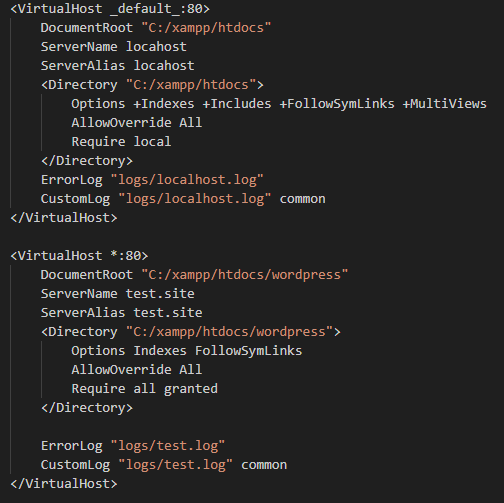 <VirtualHost _default_:80>
    DocumentRoot "C:/xampp/htdocs"
    ServerName locahost
    ServerAlias locahost
    <Directory "C:/xampp/htdocs">
        Options +Indexes +Includes +FollowSymLinks +MultiViews
        AllowOverride All
        Require local
    </Directory>
    ErrorLog "logs/localhost.log"
    CustomLog "logs/localhost.log" common
</VirtualHost>

<VirtualHost *:80>
    DocumentRoot "C:/xampp/htdocs/wordpress"
    ServerName test.site
    ServerAlias test.site
    <Directory "C:/xampp/htdocs/wordpress">
        Options Indexes FollowSymLinks
        AllowOverride All
        Require all granted
    </Directory>

    ErrorLog "logs/test.log"
    CustomLog "logs/test.log" common
</VirtualHost>